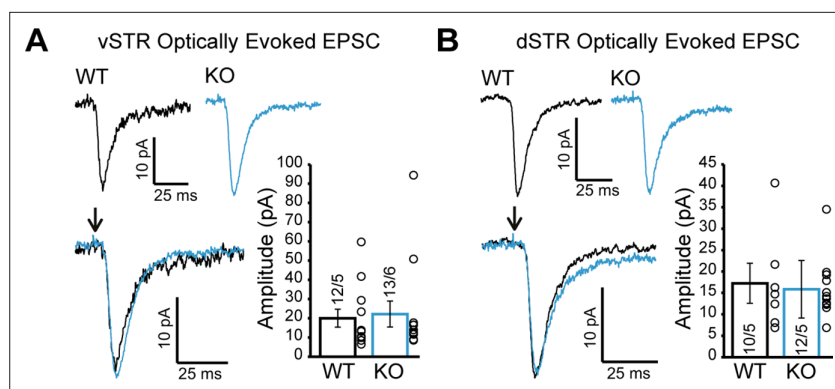 A
vSTR Optically Evoked EPSC
WT
KO
10 pA
25 ms
10 pA
25 ms
Amplitude (pA)
100
90
80
70
60
50
40
30
20
10
0
12/5
13/6
WT
KO
B
dSTR Optically Evoked EPSC
WT
KO
10 pA
25 ms
10 pA
25 ms
Amplitude (pA)
45
40
35
30
25
20
15
10
5
0
10/5
12/5
WT
KO